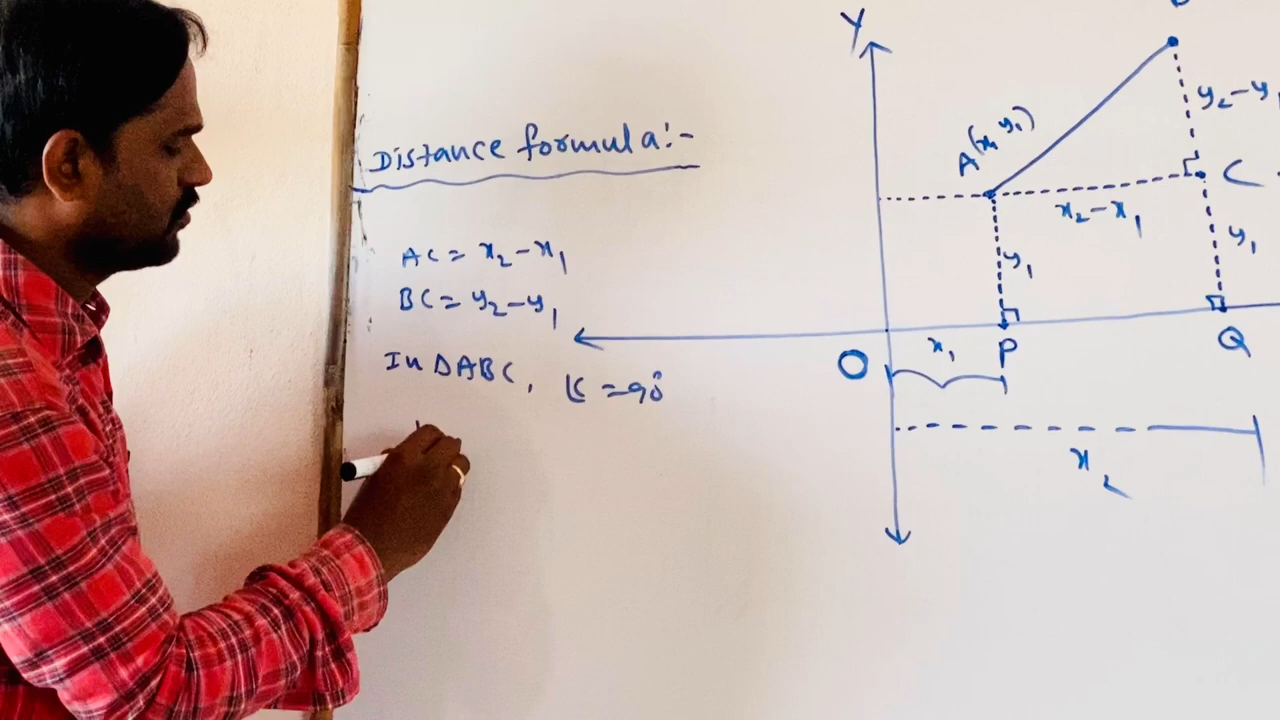 Distance formula:-
AC = x₂-x₁
BC = y₂-y₁
In ΔABC, ∠C = 90°
Y
A(x₁, y₁)
y₂-y₁
C
x₂-x₁
y₁
y₁
O
x₁
P
Q
x₂